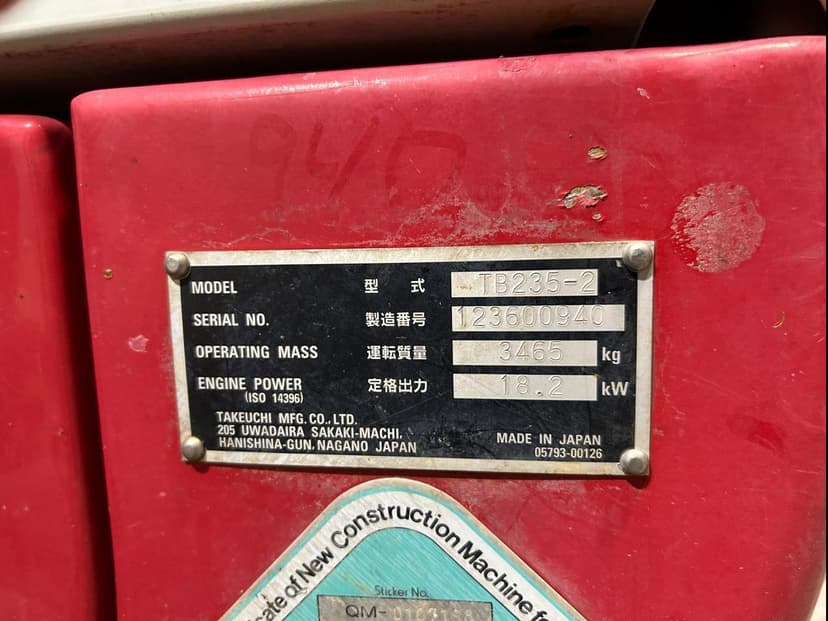 MODEL 型 式 TB235-2
SERIAL NO. 製造番号 123600940
OPERATING MASS 運転質量 3465 kg
ENGINE POWER 定格出力 18.2 kW
(ISO 14396)
TAKEUCHI MFG. CO., LTD.
205 UWADAIRA SAKAKI-MACHI,
HANISHINA-GUN, NAGANO JAPAN
MADE IN JAPAN
05793-00126
of New Construction Machine
Sticker No.
QM-